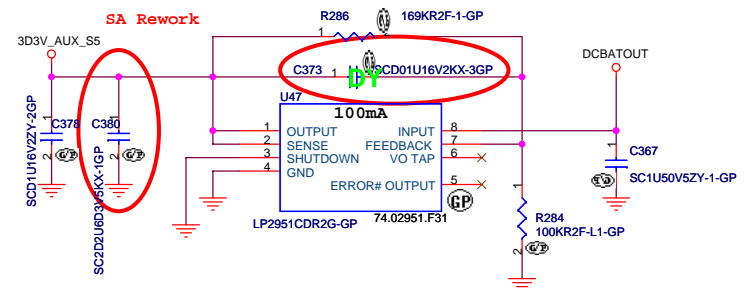 SA Rework
R286
169KR2F-1-GP
1
3D3V_AUX_S5
DCBATOUT
C373
1
DY
SCD01U16V2KX-3GP
U47
100mA
C378
C380
1
1
2
2
G/P
G/P
SCD1U16V2ZY-2GP
SC2D2U6D3V5KX-1GP
1
2
3
4
OUTPUT
SENSE
SHUTDOWN
GND
INPUT
FEEDBACK
VO TAP
ERROR# OUTPUT
8
7
6
5
GP
LP2951CDR2G-GP
74.02951.F31
1
C367
SC1U50V5ZY-1-GP
1
R284
100KR2F-L1-GP
2
G/P